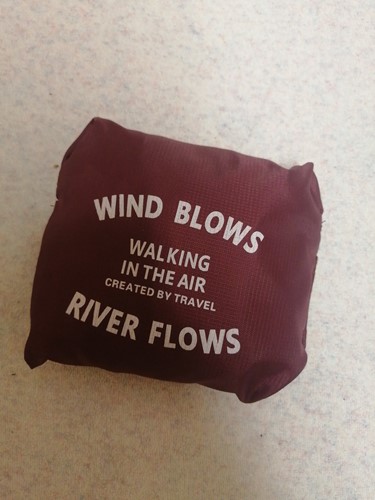 WIND BLOWS
WALKING
IN THE AIR
CREATED BY TRAVEL
RIVER FLOWS